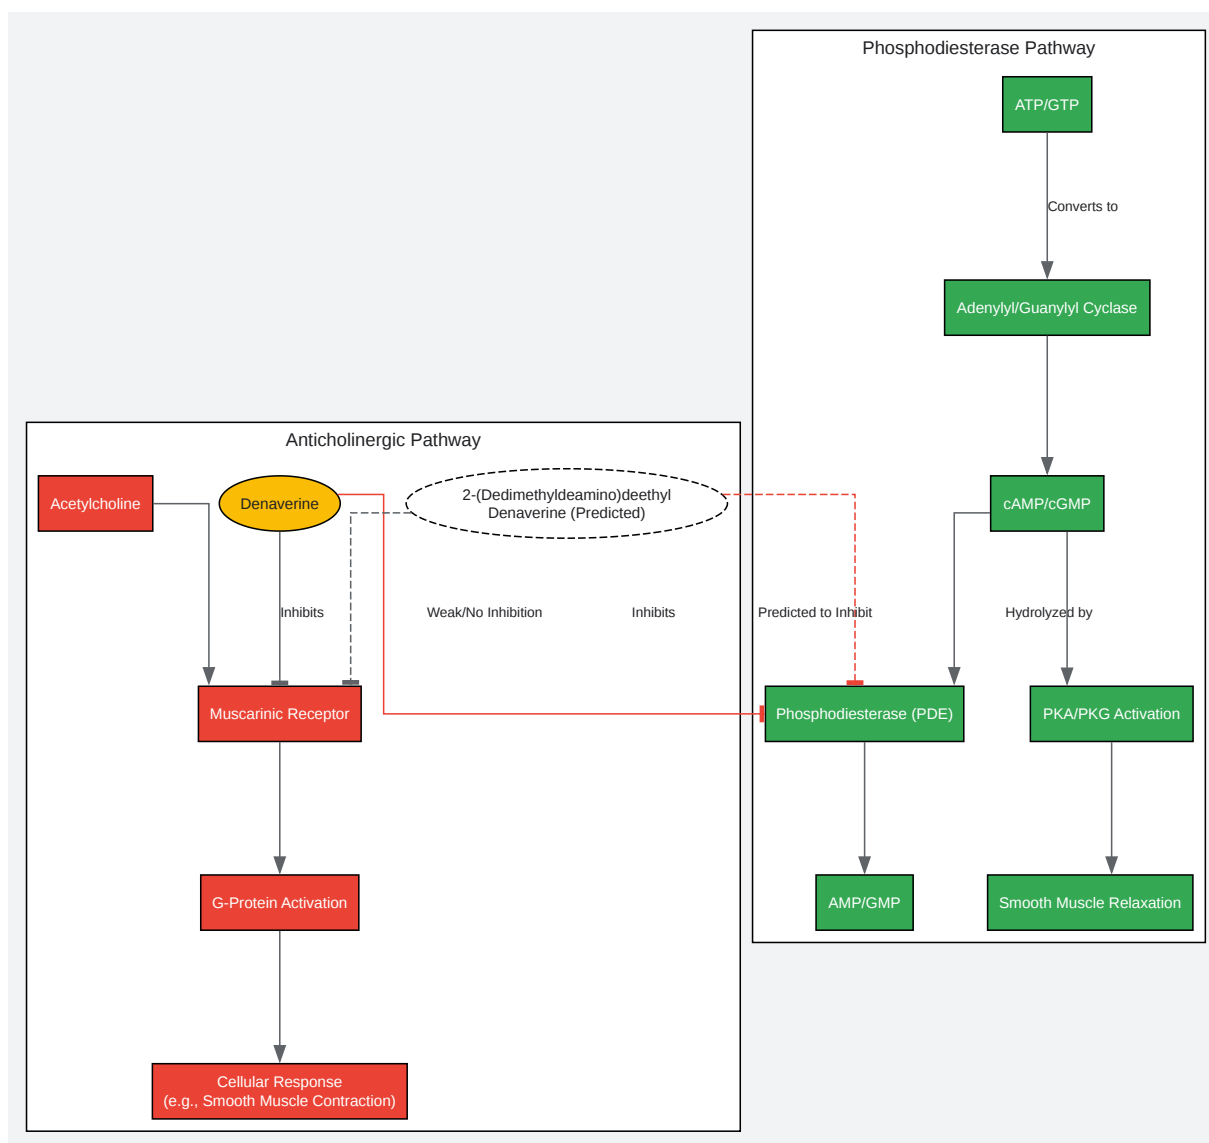 Phosphodiesterase Pathway
ATP/GTP
Converts to
Adenylyl/Guanylyl Cyclase
Anticholinergic Pathway
Acetylcholine
Denaverine
2-(Dedimethyldeamino)deethyl
Denaverine (Predicted)
cAMP/cGMP
Inhibits
Weak/No Inhibition
Inhibits
Predicted to Inhibit
Hydrolyzed by
Muscarinic Receptor
Phosphodiesterase (PDE)
PKA/PKG Activation
G-Protein Activation
AMP/GMP
Smooth Muscle Relaxation
Cellular Response
(e.g., Smooth Muscle Contraction)